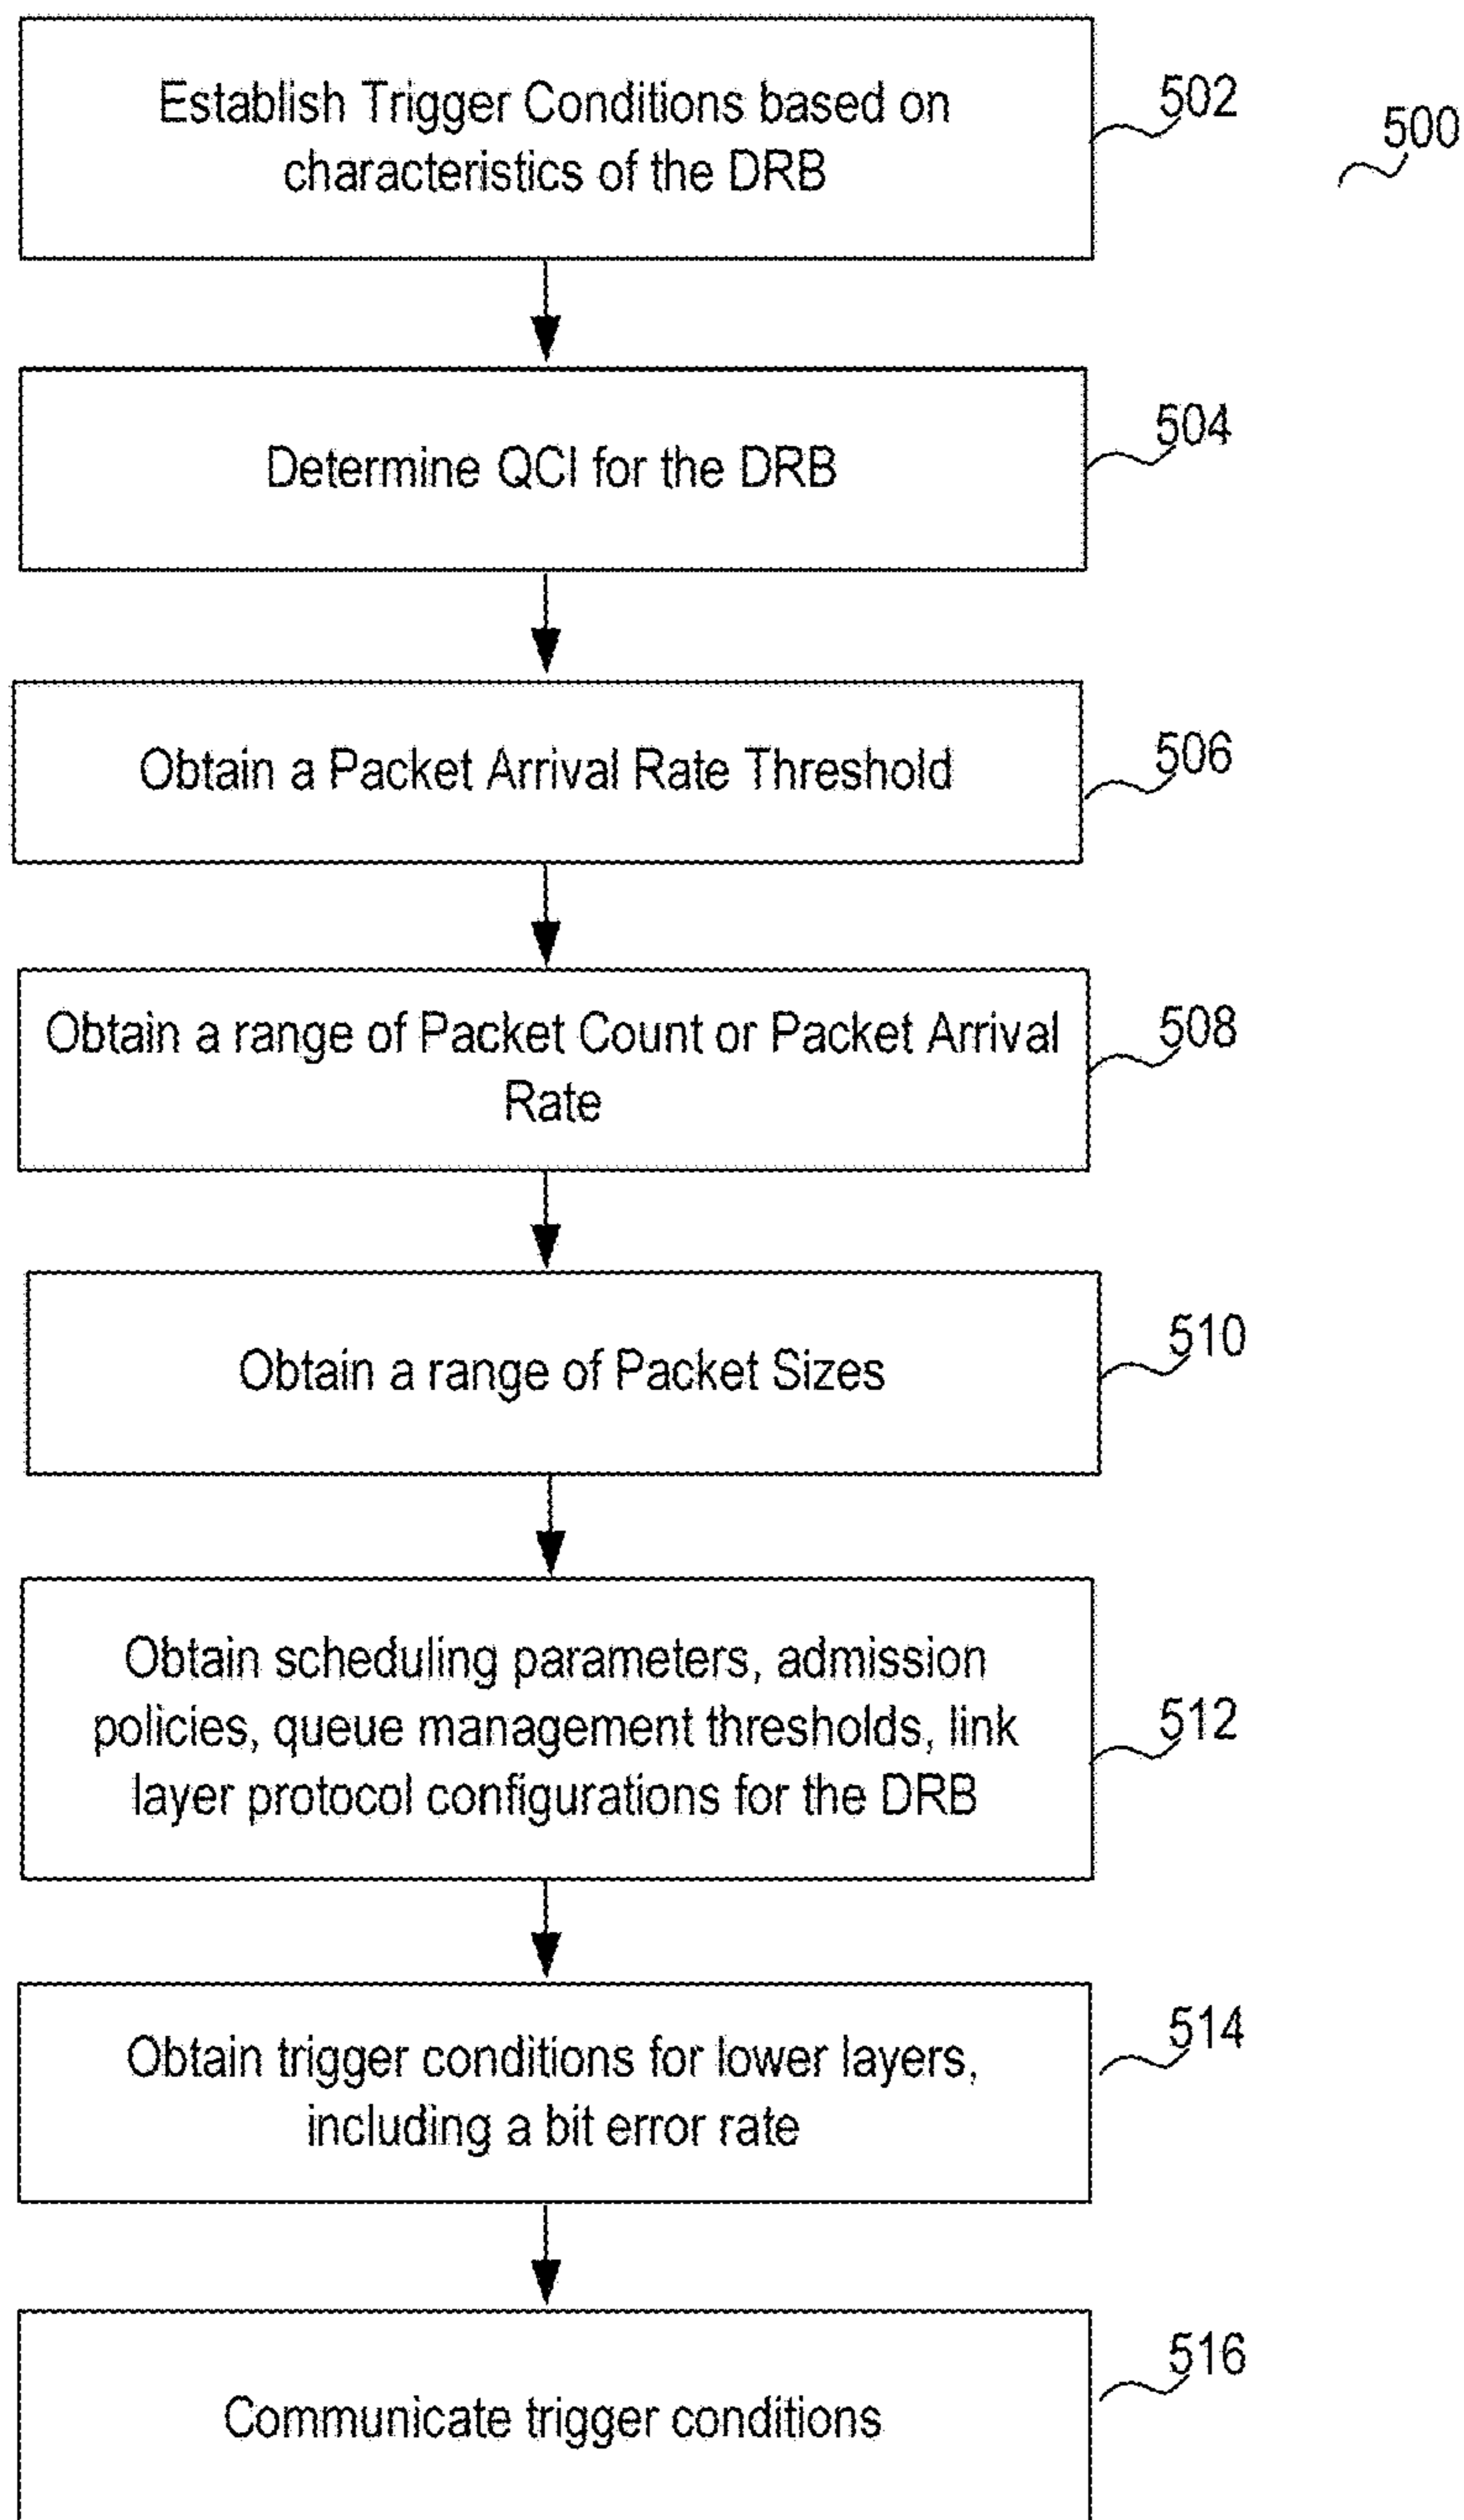 Establish Trigger Conditions based on
characteristics of the DRB
502
500
Determine QCI for the DRB
504
Obtain a Packet Arrival Rate Threshold
506
Obtain a range of Packet Count or Packet Arrival
Rate
508
Obtain a range of Packet Sizes
510
Obtain scheduling parameters, admission
policies, queue management thresholds, link
layer protocol configurations for the DRB
512
Obtain trigger conditions for lower layers,
including a bit error rate
514
Communicate trigger conditions
516